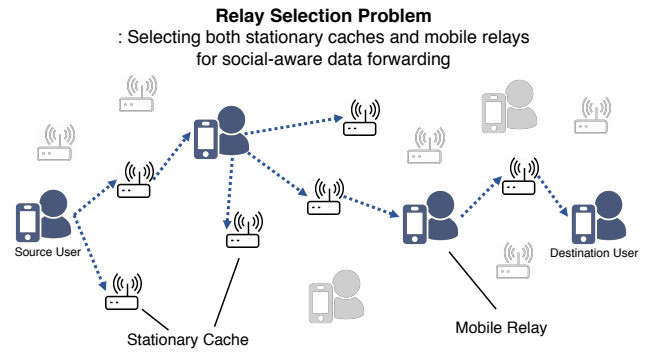 Relay Selection Problem
: Selecting both stationary caches and mobile relays
for social-aware data forwarding
Source User
Destination User
Stationary Cache
Mobile Relay